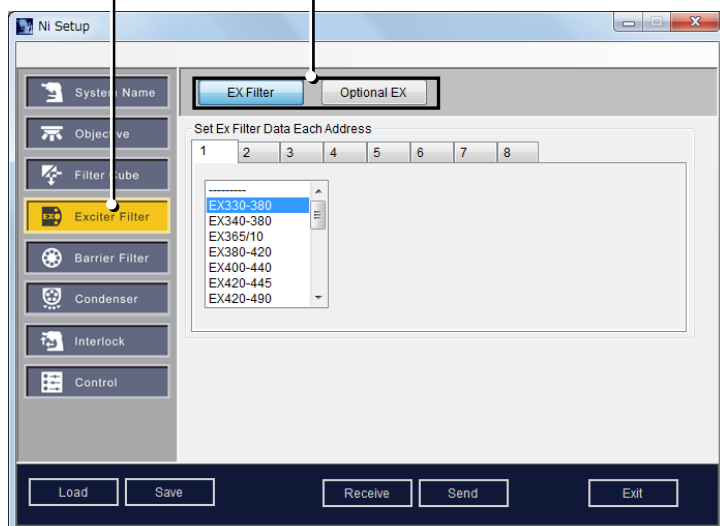 Ni Setup
System Name
EX Filter
Optional EX
Objective
Set Ex Filter Data Each Address
1 2 3 4 5 6 7 8
Filter Cube
---------
EX330-380
EX340-380
EX365/10
EX380-420
EX400-440
EX420-445
EX420-490
Exciter Filter
Barrier Filter
Condenser
Interlock
Control
Load
Save
Receive
Send
Exit